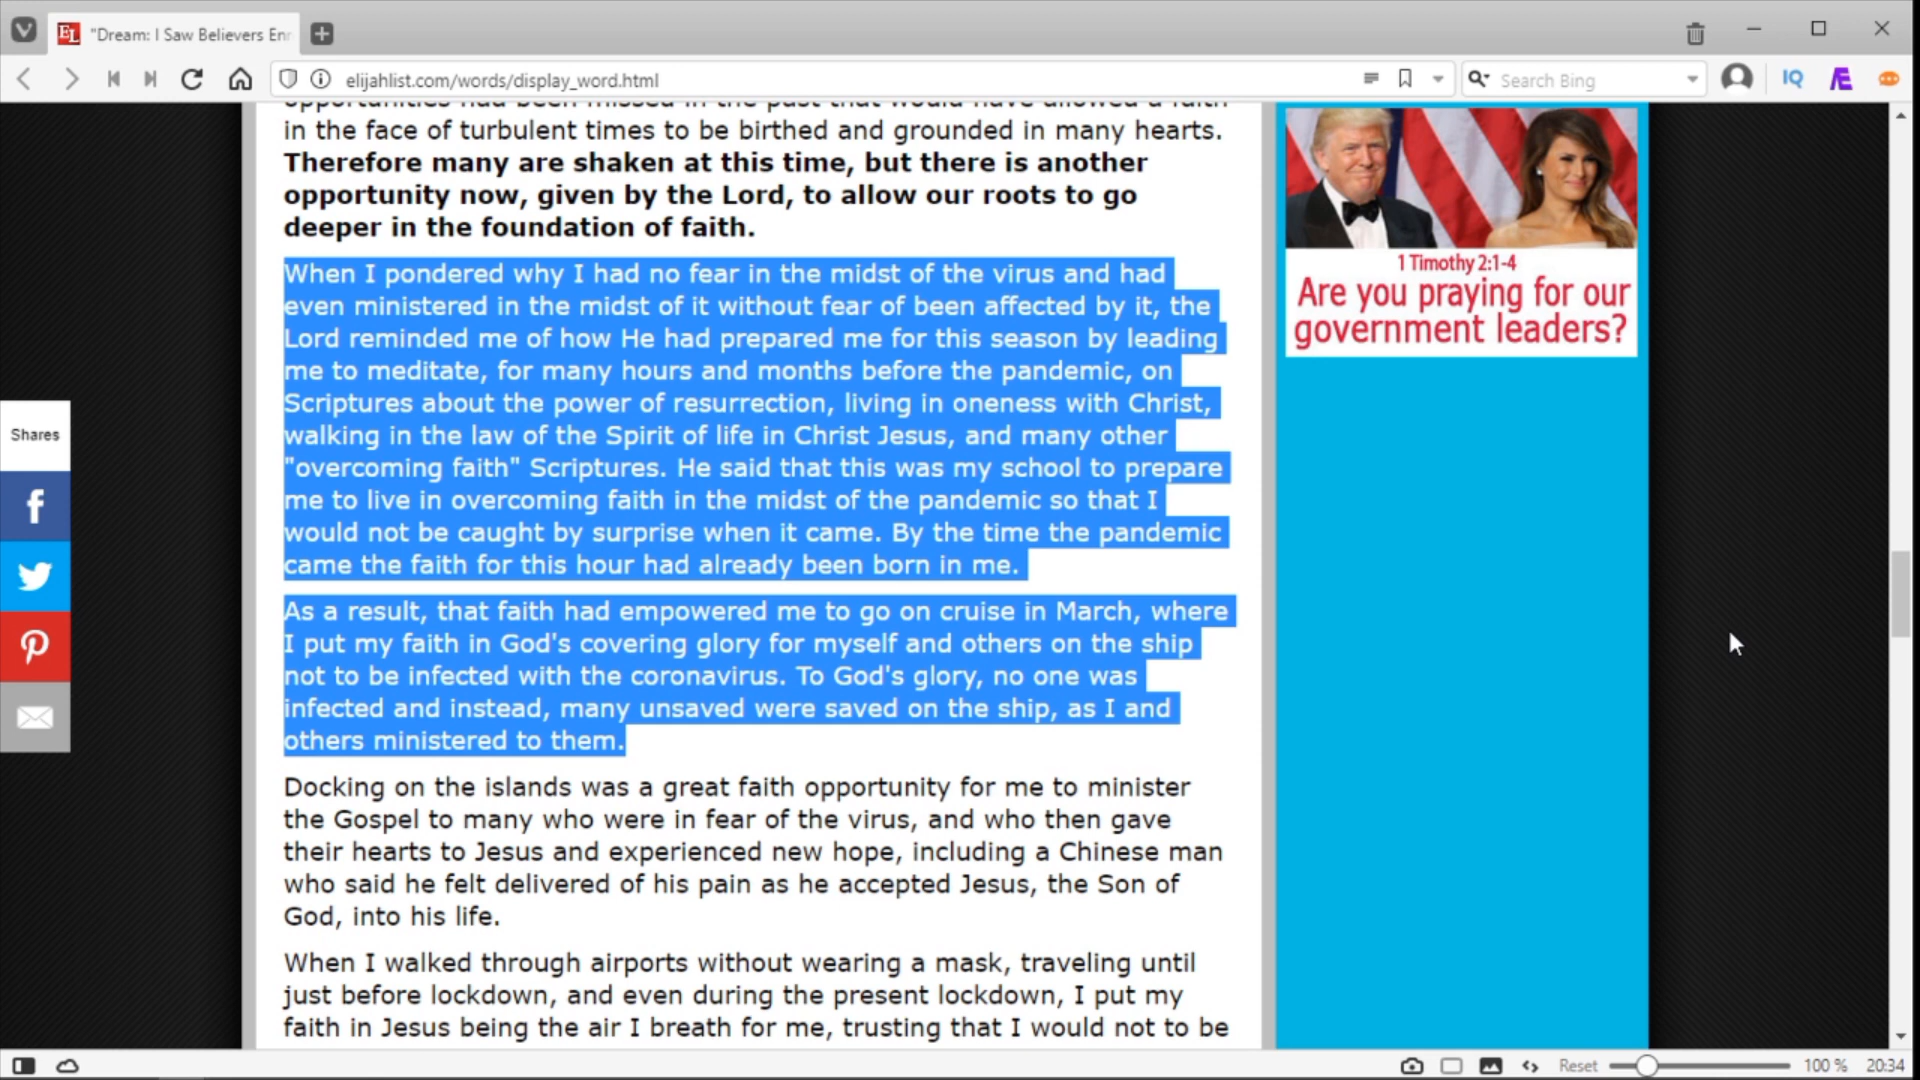 "Dream: I Saw Believers En
elijahlist.com/words/display_word.html
Search Bing
IQ
opportunities had been missed in the past that would have allowed a faith
in the face of turbulent times to be birthed and grounded in many hearts.
Therefore many are shaken at this time, but there is another
opportunity now, given by the Lord, to allow our roots to go
deeper in the foundation of faith.
When I pondered why I had no fear in the midst of the virus and had
even ministered in the midst of it without fear of been affected by it, the
Lord reminded me of how He had prepared me for this season by leading
me to meditate, for many hours and months before the pandemic, on
Scriptures about the power of resurrection, living in oneness with Christ,
walking in the law of the Spirit of life in Christ Jesus, and many other
"overcoming faith" Scriptures. He said that this was my school to prepare
me to live in overcoming faith in the midst of the pandemic so that I
would not be caught by surprise when it came. By the time the pandemic
came the faith for this hour had already been born in me.
As a result, that faith had empowered me to go on cruise in March, where
I put my faith in God's covering glory for myself and others on the ship
not to be infected with the coronavirus. To God's glory, no one was
infected and instead, many unsaved were saved on the ship, as I and
others ministered to them.
Docking on the islands was a great faith opportunity for me to minister
the Gospel to many who were in fear of the virus, and who then gave
their hearts to Jesus and experienced new hope, including a Chinese man
who said he felt delivered of his pain as he accepted Jesus, the Son of
God, into his life.
When I walked through airports without wearing a mask, traveling until
just before lockdown, and even during the present lockdown, I put my
faith in Jesus being the air I breath for me, trusting that I would not to be
1 Timothy 2:1-4
Are you praying for our
government leaders?
Shares
Reset
100 %
20:34